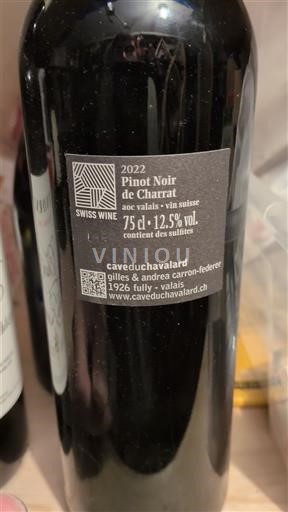 2022
Pinot Noir
de Charrat
aoc valais • vin suisse
75 cl • 12.5% vol.
contient des sulfites
SWISS WINE
VINIOU
caveduchavalard
gilles & andrea carron-federer
1926 fully - valais
www.caveduchavalard.ch